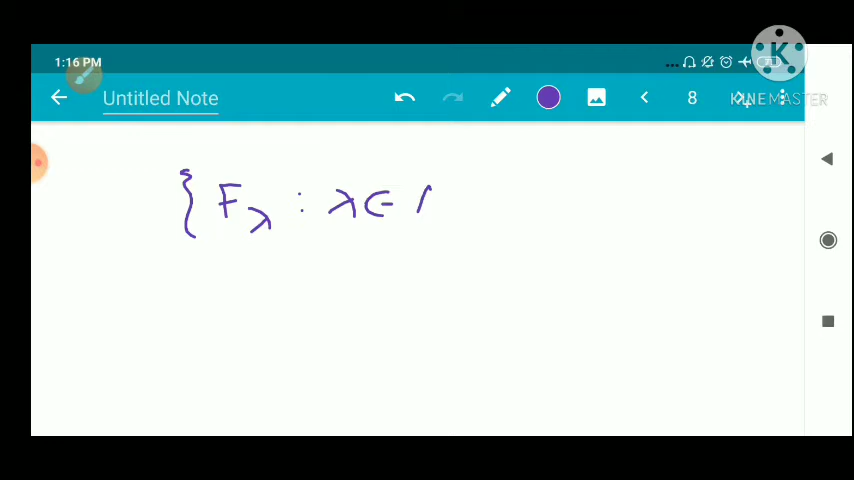 1:16 PM
Untitled Note
8
KINEMASTER
{ Fλ : λ ∈